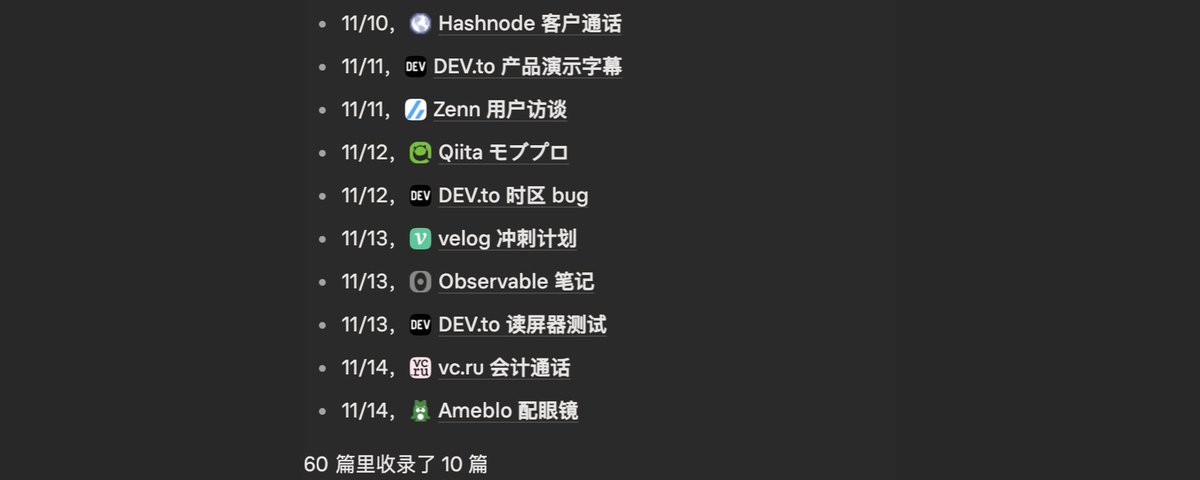 11/10, Hashnode 客户通话
11/11, DEV DEV.to 产品演示字幕
11/11, Zenn 用户访谈
11/12, Qiita モブプロ
11/12, DEV DEV.to 时区 bug
11/13, velog 冲刺计划
11/13, Observable 笔记
11/13, DEV DEV.to 读屏器测试
11/14, vc ru vc.ru 会计通话
11/14, Ameblo 配眼镜
60 篇里收录了 10 篇